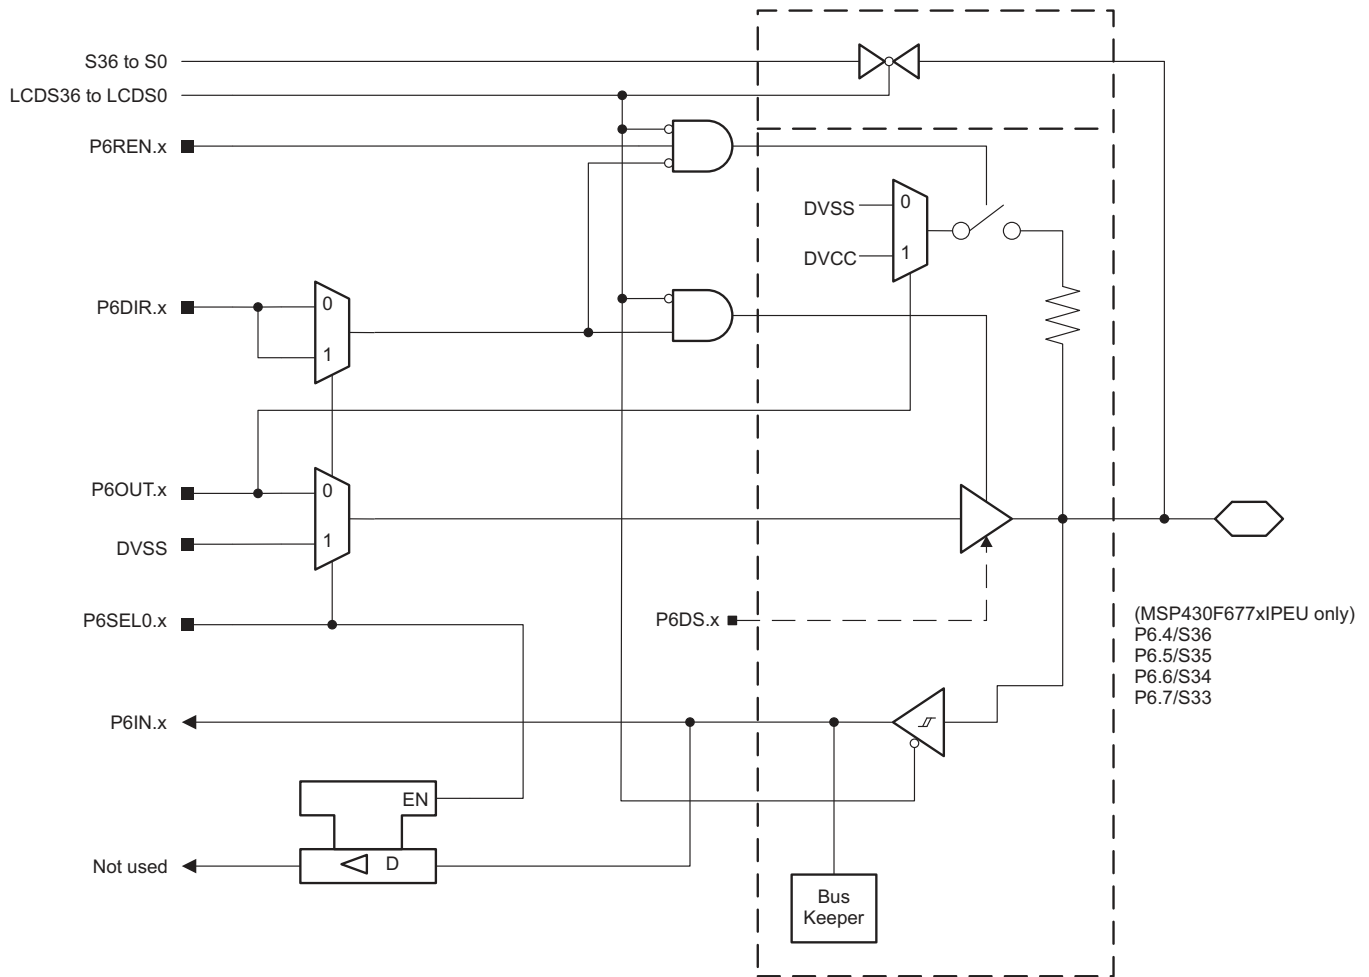 S36 to S0
LCDS36 to LCDS0
P6REN.x
DVSS
0
DVCC
1
P6DIR.x
0
1
P6OUT.x
0
DVSS
1
P6SEL0.x
P6DS.x
(MSP430F677xIPEU only)
P6.4/S36
P6.5/S35
P6.6/S34
P6.7/S33
P6IN.x
EN
Not used
D
Bus
Keeper